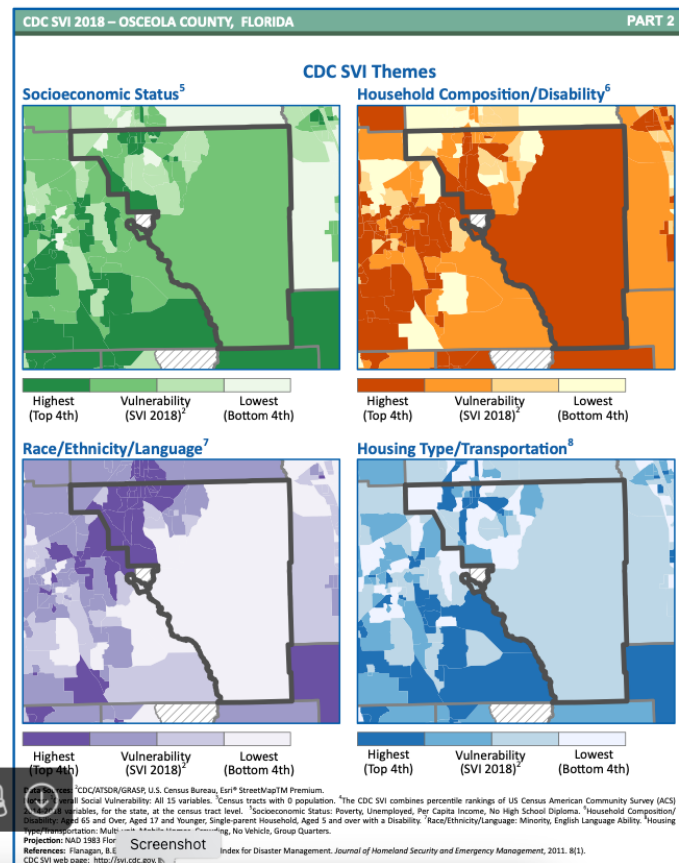 CDC SVI 2018 – OSCEOLA COUNTY, FLORIDA PART 2
CDC SVI Themes
Socioeconomic Status⁵ Household Composition/Disability⁶
Highest Vulnerability Lowest Highest Vulnerability Lowest
(Top 4th) (SVI 2018)² (Bottom 4th) (Top 4th) (SVI 2018)² (Bottom 4th)
Race/Ethnicity/Language⁷ Housing Type/Transportation⁸
Highest Vulnerability Lowest Highest Vulnerability Lowest
(Top 4th) (SVI 2018)² (Bottom 4th) (Top 4th) (SVI 2018)² (Bottom 4th)
Data Sources: ²CDC/ATSDR/GRASP, U.S. Census Bureau, Esri® StreetMapTM Premium.
Overall Social Vulnerability: All 15 variables. ³Census tracts with 0 population. ⁴The CDC SVI combines percentile rankings of US Census American Community Survey (ACS)
variables, for the state, at the census tract level. ⁵Socioeconomic Status: Poverty, Unemployed, Per Capita Income, No High School Diploma. ⁶Household Composition/
Disability: Aged 65 and Over, Aged 17 and Younger, Single-parent Household, Aged 5 and over with a Disability. ⁷Race/Ethnicity/Language: Minority, English Language Ability. ⁸Housing
Type/Transportation: No Vehicle, Group Quarters.
Projection: NAD 1983
References: Flanagan, B.E Index for Disaster Management. Journal of Homeland Security and Emergency Management, 2011. 8(1).
CDC SVI web page:
Screenshot